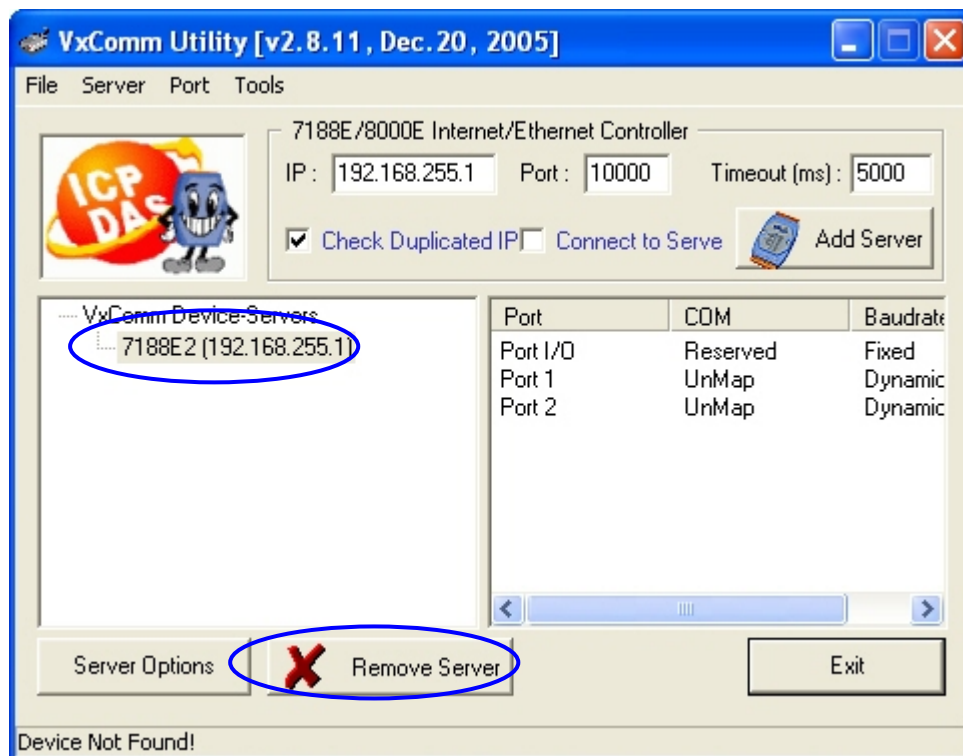 VxComm Utility [v2.8.11, Dec.20, 2005]
File Server Port Tools
ICP DAS
7188E/8000E Internet/Ethernet Controller
IP : 192.168.255.1 Port : 10000 Timeout (ms) : 5000
Check Duplicated IP Connect to Serve Add Server
VxComm Device-Servers
7188E2 (192.168.255.1)
Port COM Baudrate
Port I/O Reserved Fixed
Port 1 UnMap Dynamic
Port 2 UnMap Dynamic
Server Options Remove Server Exit
Device Not Found!